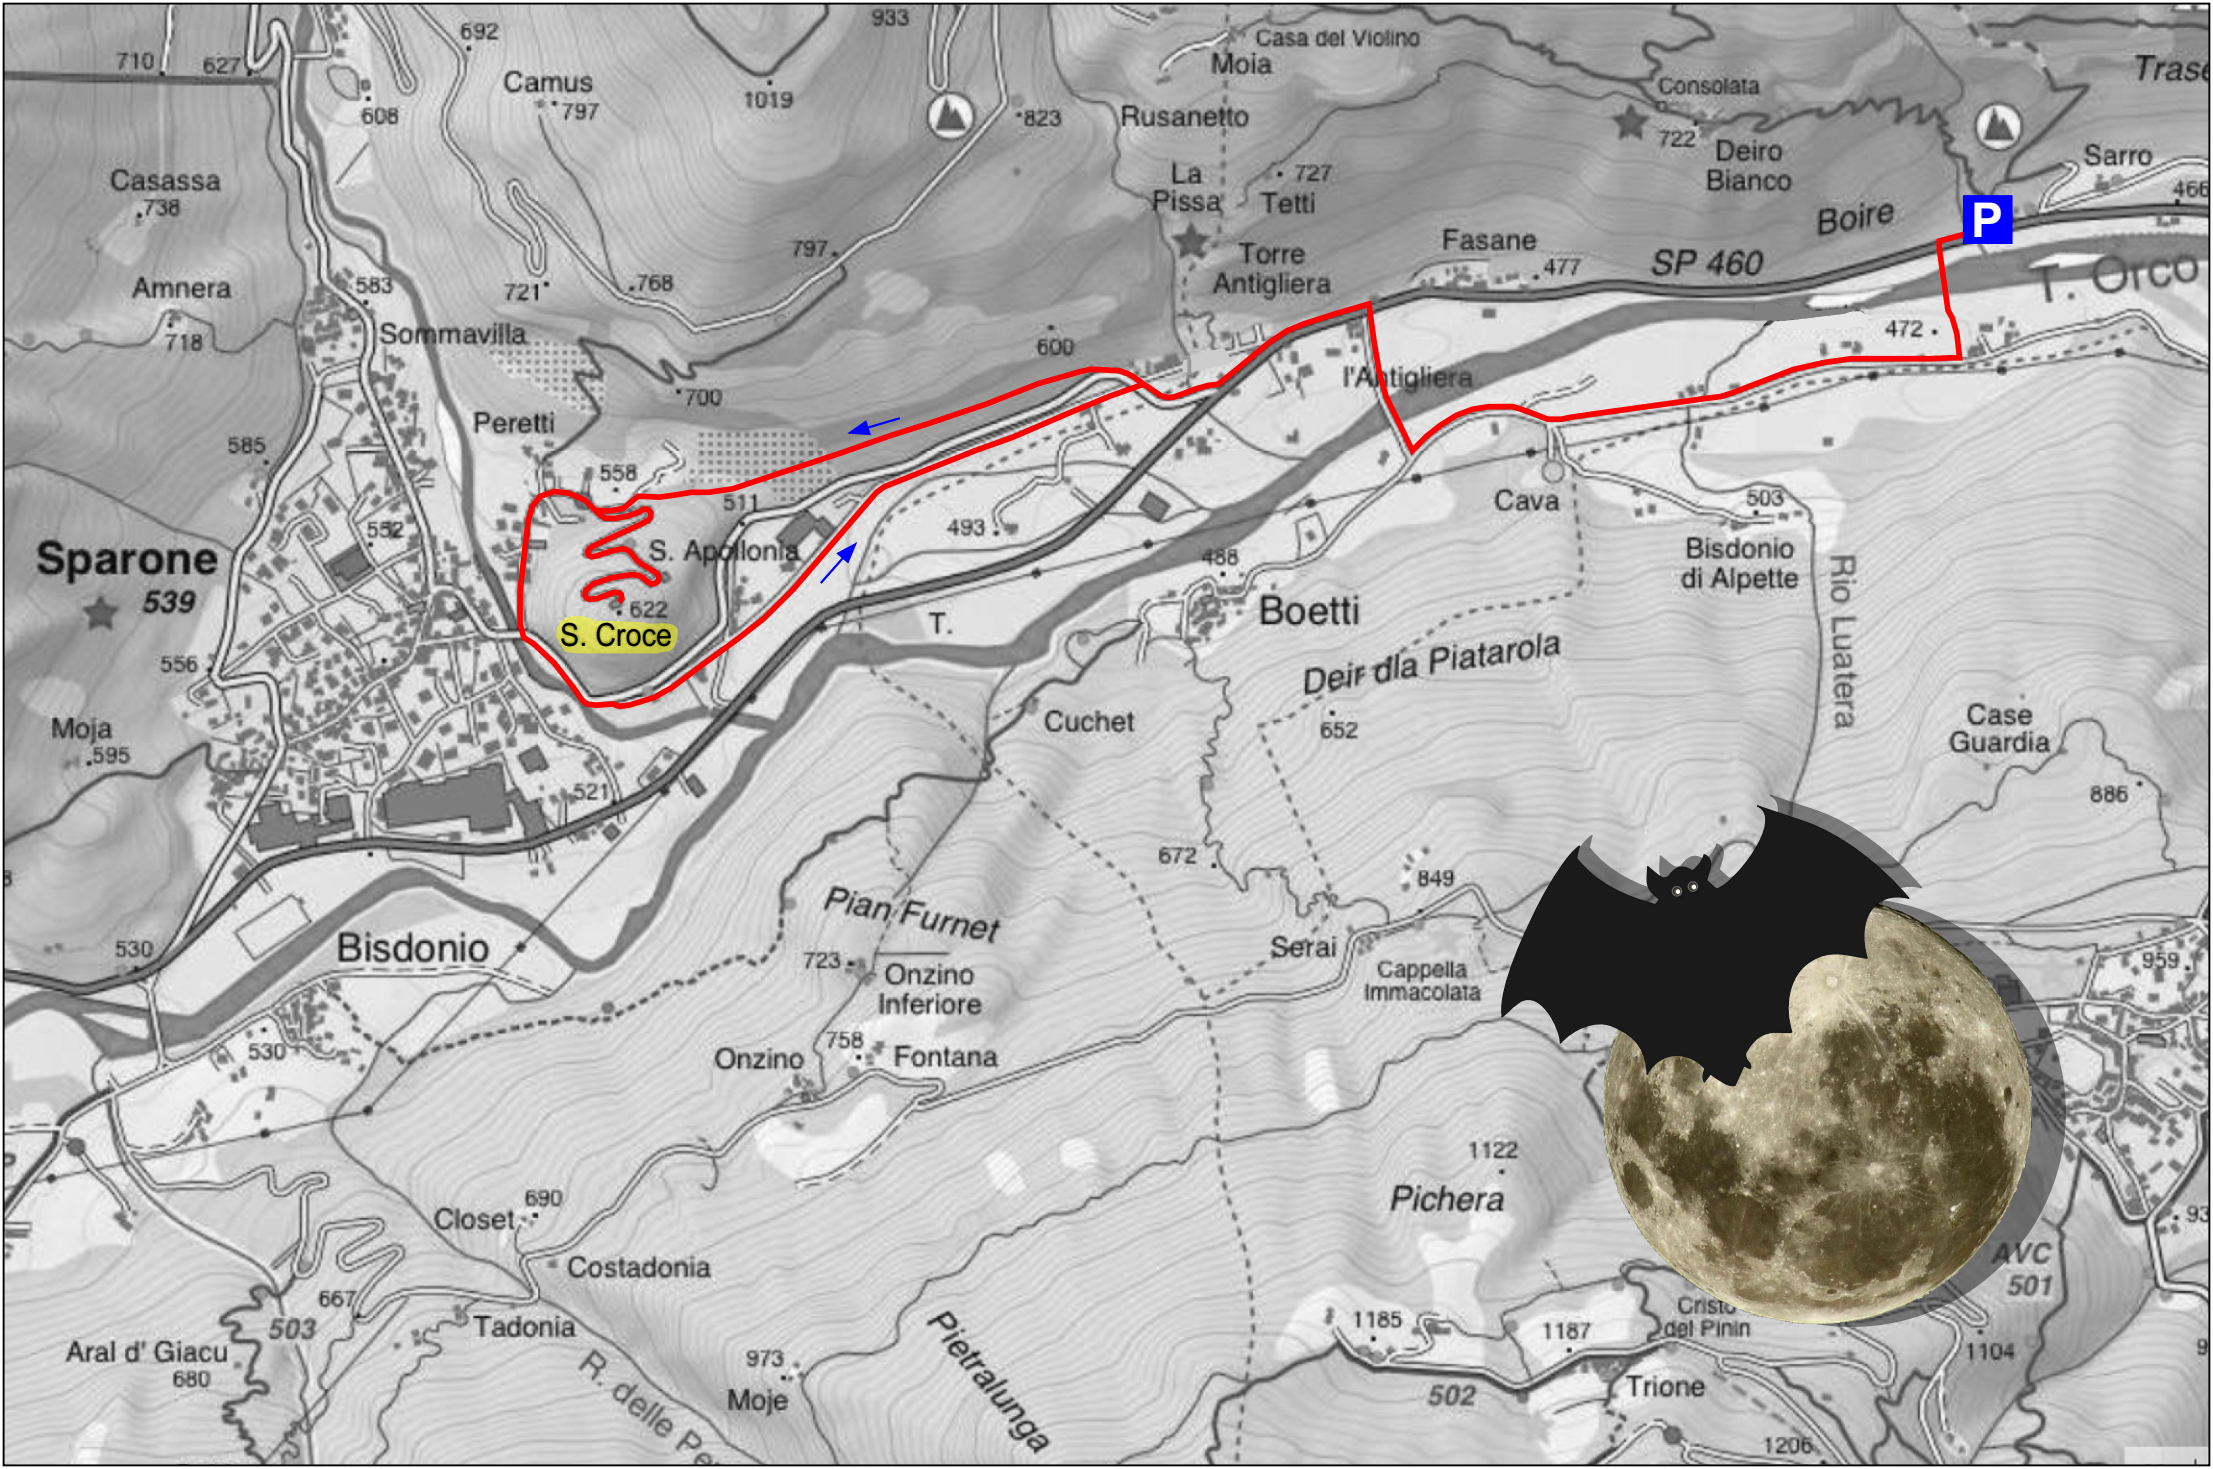 933
692
Casa del Violino
Moia
710
627
Trase
Camus
797
1019
Consolata
608
823
Rusanetto
722
Deiro
Bianco
Sarro
Casassa
738
La
Pissa
727
Tetti
466
P
Boire
797
Torre
Antigliera
Fasane
477
SP 460
T. Orco
Amnera
718
583
Sommavilla
721
768
600
472
700
l'Antigliera
Peretti
585
558
511
Cava
503
493
Sparone
539
552
S. Apollonia
488
Bisdonio
di Alpette
622
S. Croce
T.
Boetti
Rio Luatera
556
Deir dla Piatarola
Moja
595
Cuchet
652
Case
Guardia
521
886
672
849
Pian Furnet
530
Bisdonio
723
Onzino
Inferiore
Serai
Cappella
Immacolata
959
530
758
Onzino
Fontana
1122
Pichera
690
Closet
93
Costadonia
AVC
501
667
503
Tadonia
1185
1187
Cristo
del Pinin
1104
9
Aral d' Giacu
680
R. delle Pe
973
Moje
Pietralunga
502
Trione
1206